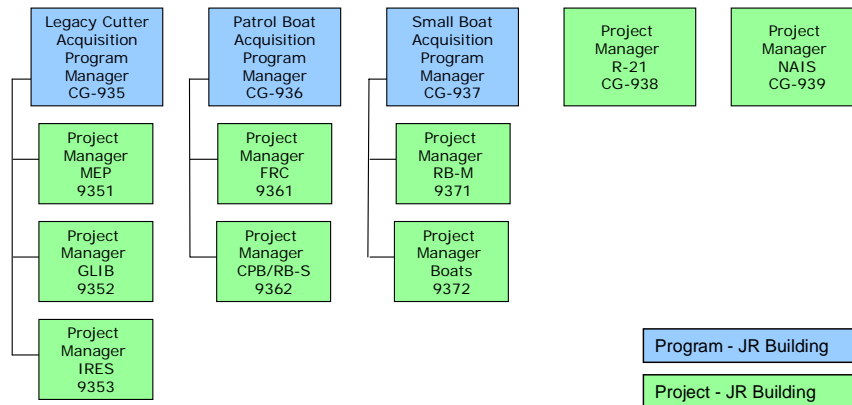 Legacy Cutter
Acquisition
Program
Manager
CG-935
Patrol Boat
Acquisition
Program
Manager
CG-936
Small Boat
Acquisition
Program
Manager
CG-937
Project
Manager
R-21
CG-938
Project
Manager
NAIS
CG-939
Project
Manager
MEP
9351
Project
Manager
FRC
9361
Project
Manager
RB-M
9371
Project
Manager
GLIB
9352
Project
Manager
CPB/RB-S
9362
Project
Manager
Boats
9372
Project
Manager
IRES
9353
Program - JR Building
Project - JR Building